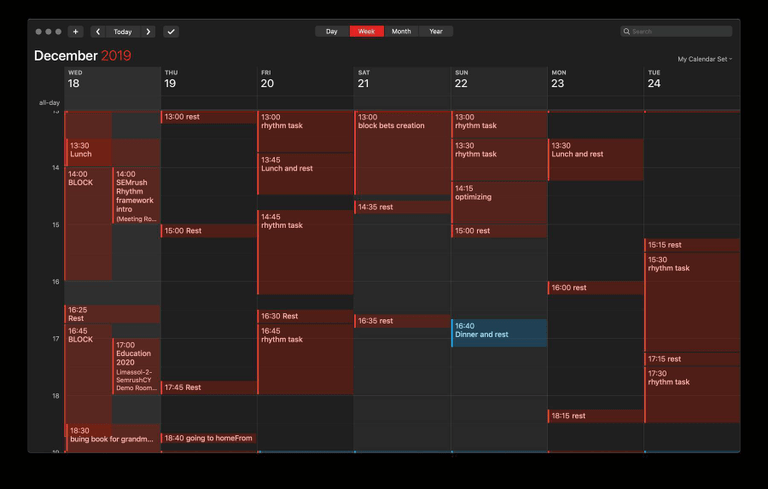 Today
Day
Week
Month
Year
Search
December 2019
My Calendar Set
WED
18
THU
19
FRI
20
SAT
21
SUN
22
MON
23
TUE
24
all-day
14
15
16
17
18
13:30
Lunch
14:00
BLOCK
14:00
SEMrush
Rhythm
framework
intro
(Meeting Ro...
16:25
Rest
16:45
BLOCK
17:00
Education
2020
Limassol-2-
SemrushCY
Demo Room...
18:30
buing book for grandm...
13:00 rest
15:00 Rest
17:45 Rest
18:40 going to homeFrom
13:00
rhythm task
13:45
Lunch and rest
14:45
rhythm task
16:30 Rest
16:45
rhythm task
13:00
block bets creation
14:35 rest
16:35 rest
13:00
rhythm task
13:30
rhythm task
14:15
optimizing
15:00 rest
16:40
Dinner and rest
13:30
Lunch and rest
16:00 rest
18:15 rest
15:15 rest
15:30
rhythm task
17:15 rest
17:30
rhythm task